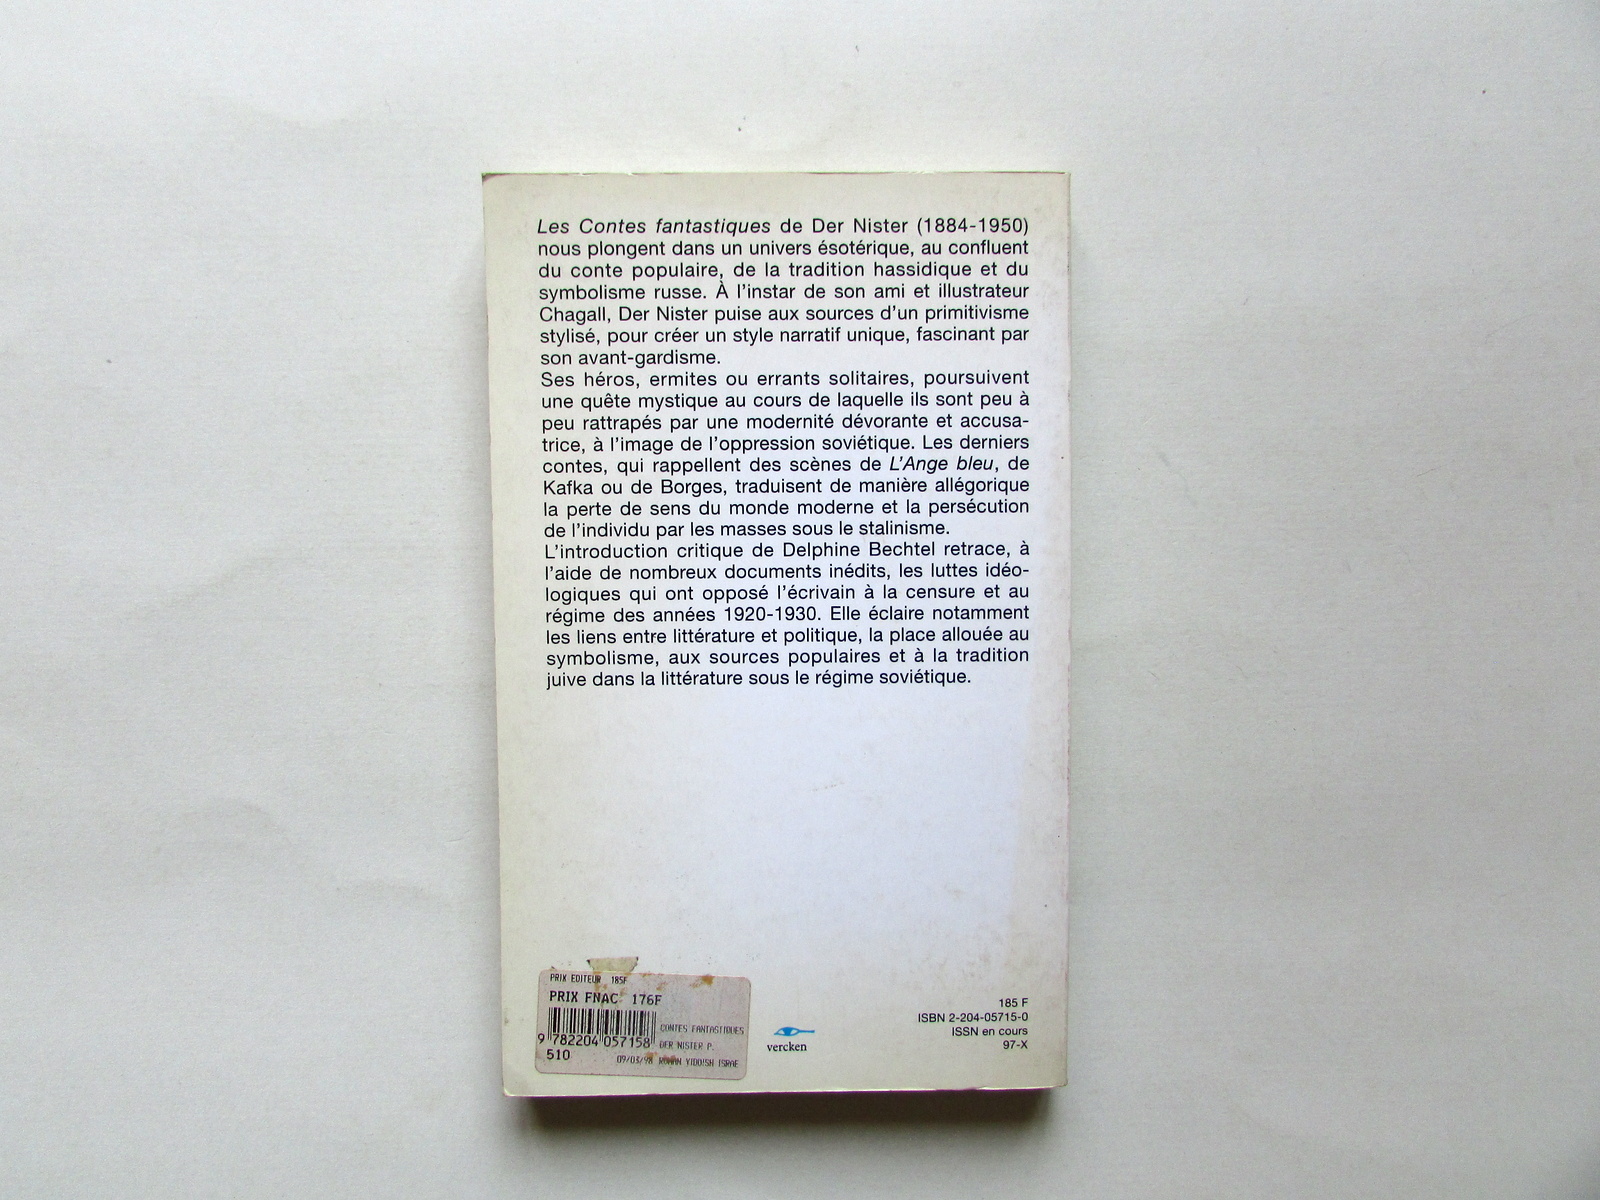 Les Contes fantastiques de Der Nister (1884-1950)
nous plongent dans un univers ésotérique, au confluent
du conte populaire, de la tradition hassidique et du
symbolisme russe. À l'instar de son ami et illustrateur
Chagall, Der Nister puise aux sources d'un primitivisme
stylisé, pour créer un style narratif unique, fascinant par
son avant-gardisme.
Ses héros, ermites ou errants solitaires, poursuivent
une quête mystique au cours de laquelle ils sont peu à
peu rattrapés par une modernité dévorante et accusa-
trice, à l'image de l'oppression soviétique. Les derniers
contes, qui rappellent des scènes de L'Ange bleu, de
Kafka ou de Borges, traduisent de manière allégorique
la perte de sens du monde moderne et la persécution
de l'individu par les masses sous le stalinisme.
L'introduction critique de Delphine Bechtel retrace, à
l'aide de nombreux documents inédits, les luttes idéo-
logiques qui ont opposé l'écrivain à la censure et au
régime des années 1920-1930. Elle éclaire notamment
les liens entre littérature et politique, la place allouée au
symbolisme, aux sources populaires et à la tradition
juive dans la littérature sous le régime soviétique.
PRIX EDITEUR 185F
PRIX FNAC 176F
CONTES FANTASTIQUES
9 782204 057158 DER NISTER P.
510 09/03/98 ROMAN YIDDISH ISRAE
vercken
185 F
ISBN 2-204-05715-0
ISSN en cours
97-X